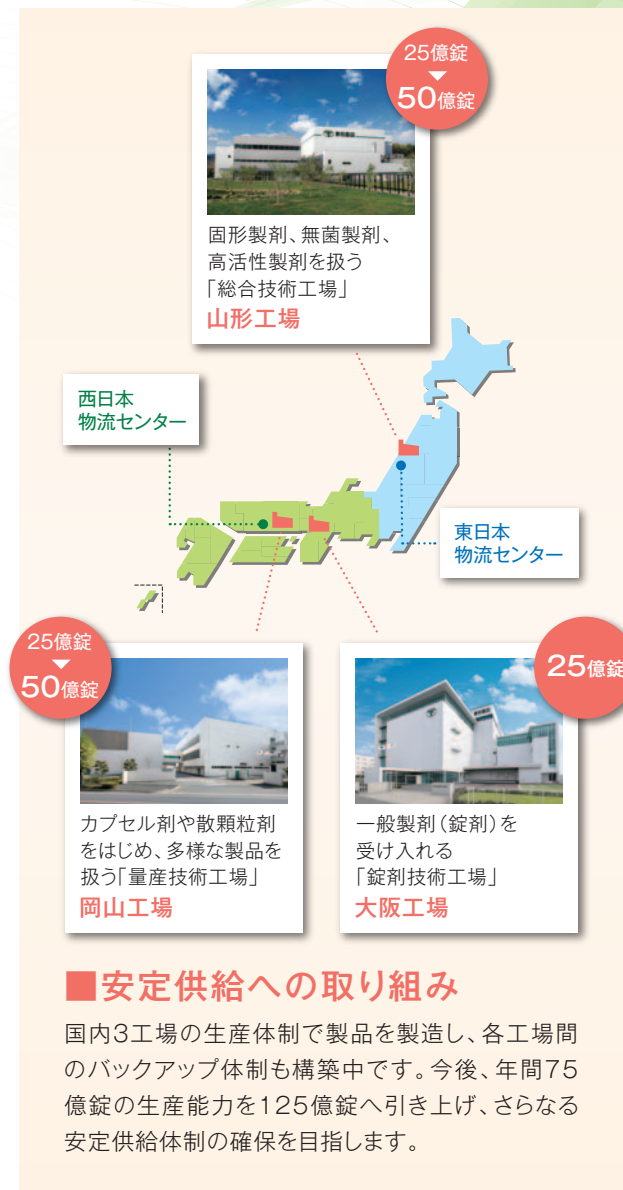 25億錠
50億錠
固形製剤、無菌製剤、
高活性製剤を扱う
「総合技術工場」
山形工場
西日本
物流センター
東日本
物流センター
25億錠
50億錠
カプセル剤や散顆粒剤
をはじめ、多様な製品を
扱う「量産技術工場」
岡山工場
25億錠
一般製剤(錠剤)を
受け入れる
「錠剤技術工場」
大阪工場
■安定供給への取り組み
国内3工場の生産体制で製品を製造し、各工場間
のバックアップ体制も構築中です。今後、年間75
億錠の生産能力を125億錠へ引き上げ、さらなる
安定供給体制の確保を目指します。